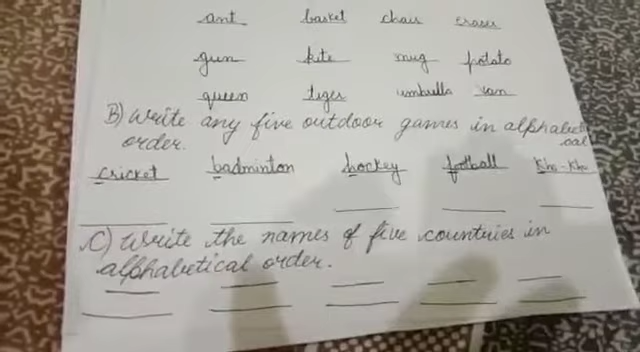 ant basket chair eraser
gun kite mug potato
queen tiger umbrella van
B) Write any five outdoor games in alphabetical
order.
cricket badminton hockey football Kho-Kho
C) Write the names of five countries in
alphabetical order.